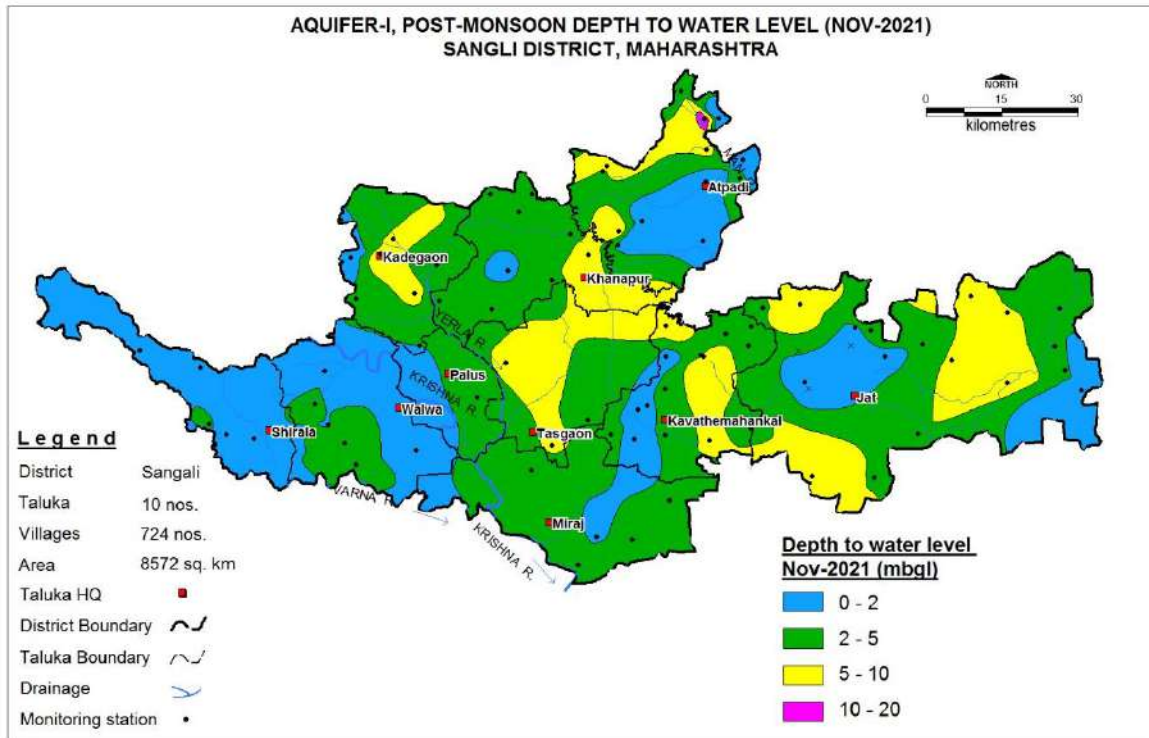 AQUIFER-I, POST-MONSOON DEPTH TO WATER LEVEL (NOV-2021)
SANGLI DISTRICT, MAHARASHTRA
NORTH
0 15 30
kilometres
Atpadi
Kadegaon
Khanapur
YERLA R.
Palus
KRISHNA R.
Walwa
Jat
Shirala
Tasgaon
Kavathemahankal
VARNA R.
Miraj
KRISHNA R.
Legend
District Sangali
Taluka 10 nos.
Villages 724 nos.
Area 8572 sq. km
Taluka HQ
District Boundary
Taluka Boundary
Drainage
Monitoring station
Depth to water level
Nov-2021 (mbgl)
0 - 2
2 - 5
5 - 10
10 - 20